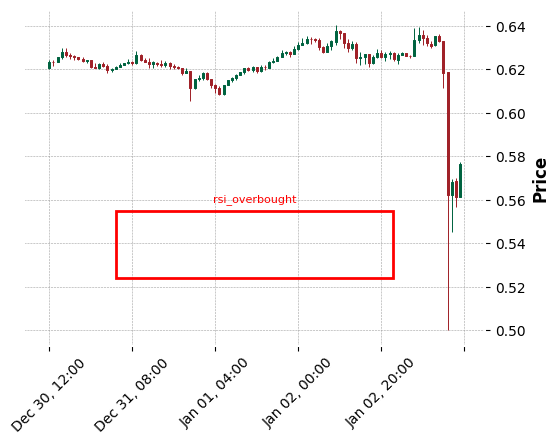 0.64
0.62
0.60
0.58
0.56
0.54
0.52
0.50
Price
rsi_overbought
Dec 30, 12:00
Dec 31, 08:00
Jan 01, 04:00
Jan 02, 00:00
Jan 02, 20:00